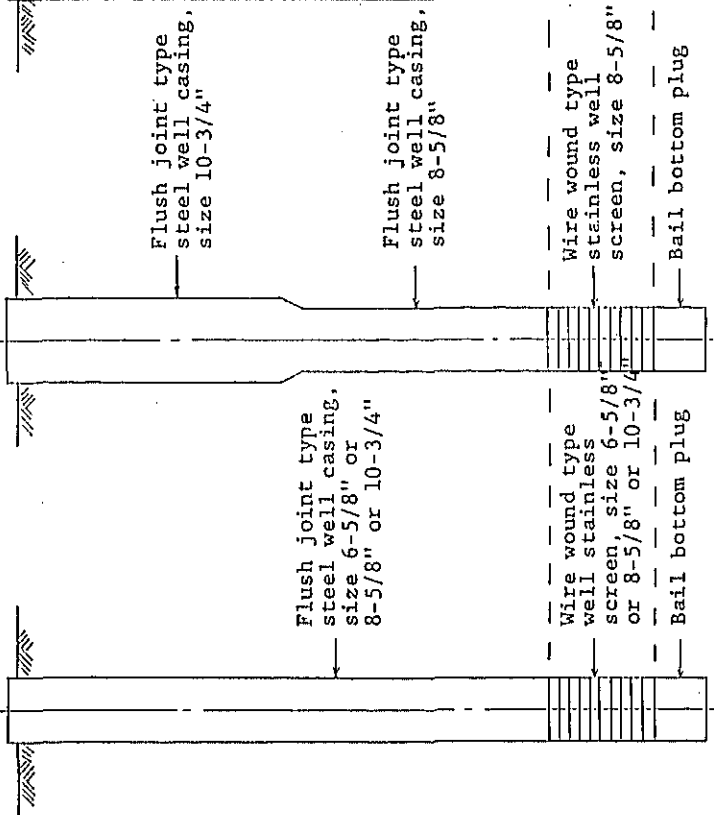 Flush joint type
steel well casing,
size 10-3/4"
Flush joint type
steel well casing,
size 8-5/8"
Wire wound type
stainless well
screen, size 8-5/8"
Bail bottom plug
Flush joint type
steel well casing,
size 6-5/8" or
8-5/8" or 10-3/4"
Wire wound type
well stainless
screen, size 6-5/8"
or 8-5/8" or 10-3/4"
Bail bottom plug